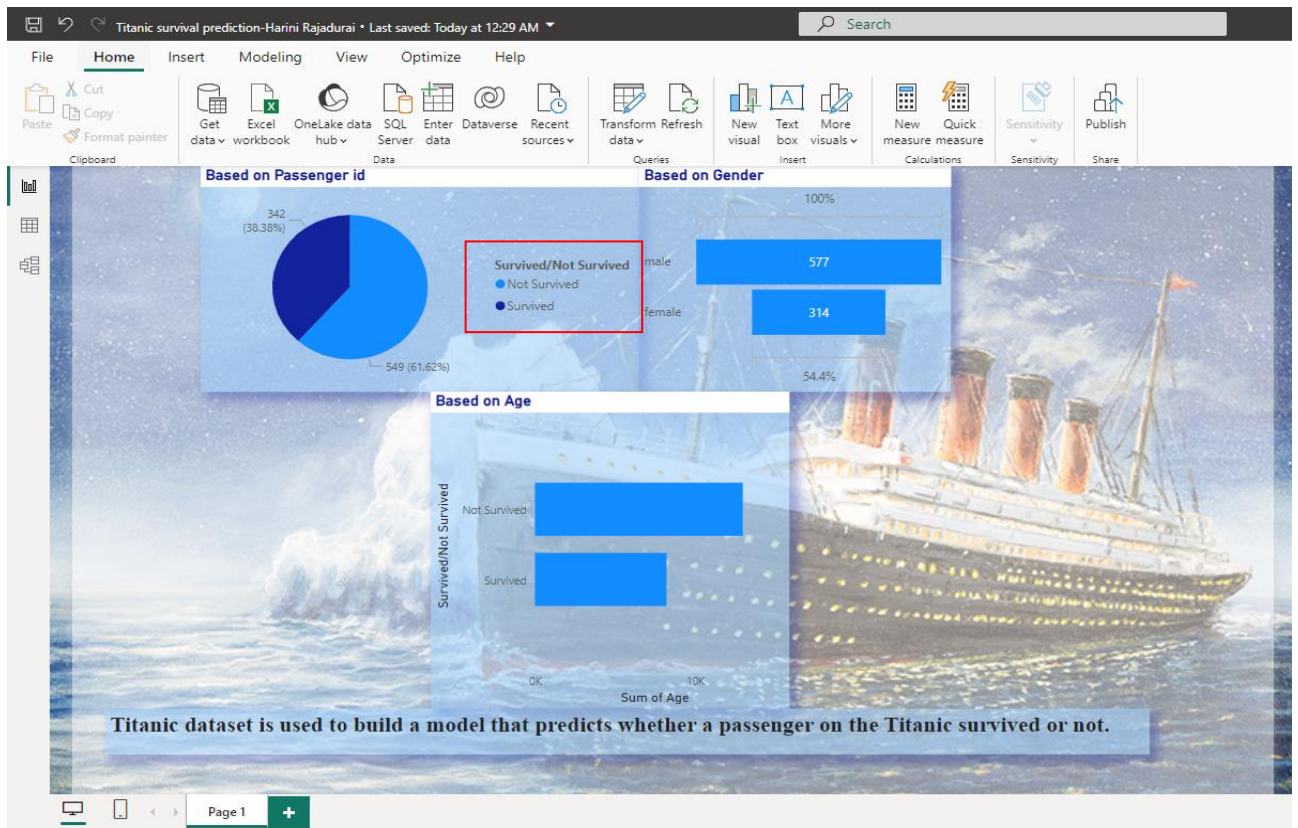 Titanic survival prediction-Harini Rajadurai • Last saved: Today at 12:29 AM
Search
File Home Insert Modeling View Optimize Help
Paste
Cut
Copy
Format painter
Clipboard
Get data
Excel workbook
OneLake data hub
SQL Server
Enter data
Dataverse
Recent sources
Data
Transform data
Refresh
Queries
New visual
Text box
More visuals
Insert
New measure
Quick measure
Calculations
Sensitivity
Sensitivity
Publish
Share
Based on Passenger id
342
(38.38%)
549 (61.62%)
Survived/Not Survived
Not Survived
Survived
Based on Gender
100%
male
577
female
314
54.4%
Based on Age
Survived/Not Survived
Not Survived
Survived
0K 10K
Sum of Age
Titanic dataset is used to build a model that predicts whether a passenger on the Titanic survived or not.
Page 1